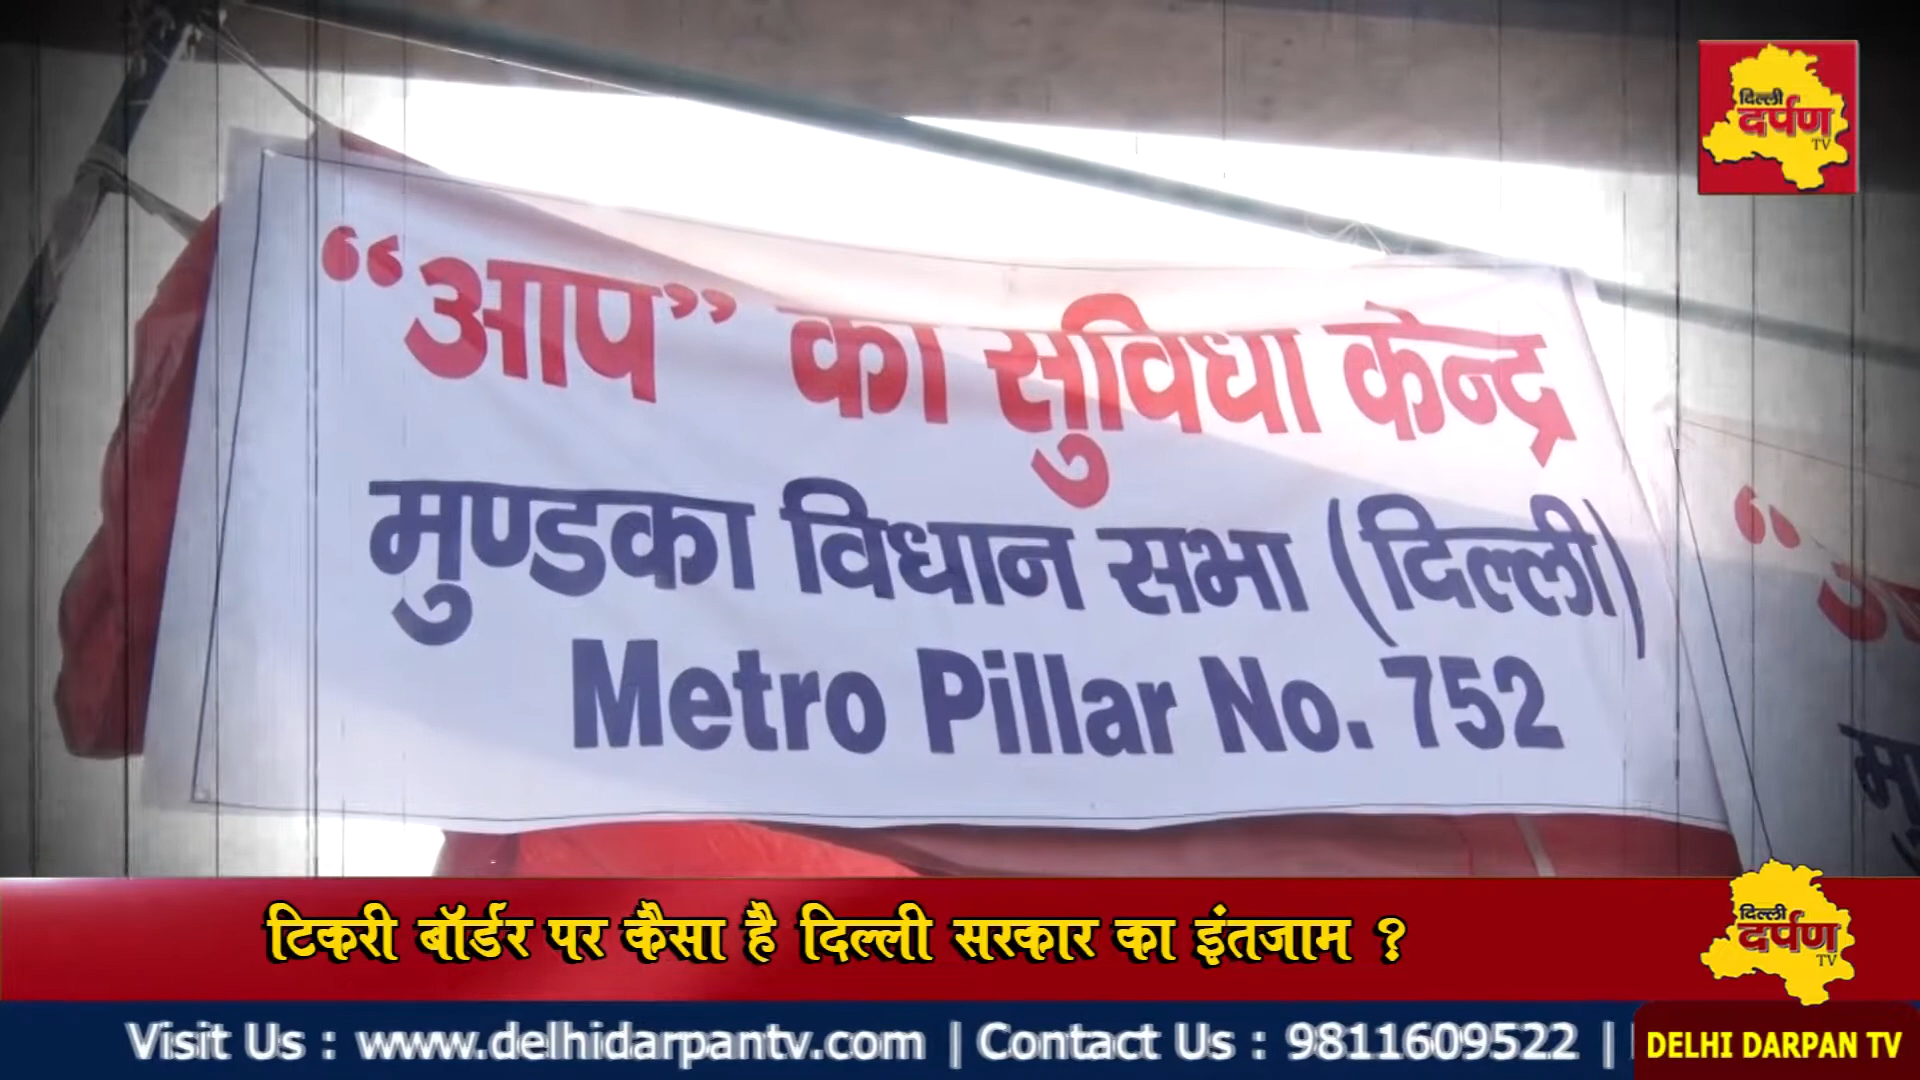 दिल्ली
दर्पण
TV
“आप” का सुविधा केन्द्र
मुण्डका विधान सभा (दिल्ली)
Metro Pillar No. 752
टिकरी बॉर्डर पर कैसा है दिल्ली सरकार का इंतजाम ?
दिल्ली
दर्पण
TV
Visit Us : www.delhidarpantv.com | Contact Us : 9811609522 |
DELHI DARPAN TV